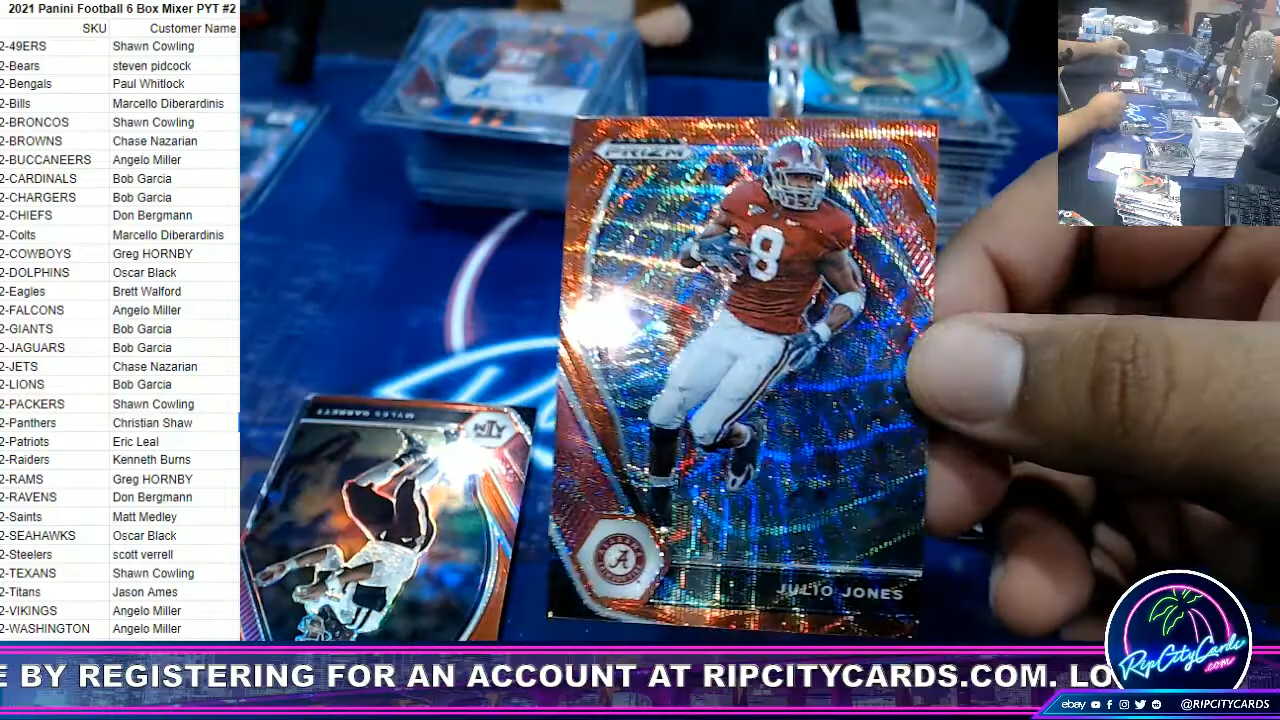 2021 Panini Football 6 Box Mixer PYT #2
SKU Customer Name
2-49ERS Shawn Cowling
2-Bears steven pidcock
2-Bengals Paul Whitlock
2-Bills Marcello Diberardinis
2-BRONCOS Shawn Cowling
2-BROWNS Chase Nazarian
2-BUCCANEERS Angelo Miller
2-CARDINALS Bob Garcia
2-CHARGERS Bob Garcia
2-CHIEFS Don Bergmann
2-Colts Marcello Diberardinis
2-COWBOYS Greg HORNBY
2-DOLPHINS Oscar Black
2-Eagles Brett Walford
2-FALCONS Angelo Miller
2-GIANTS Bob Garcia
2-JAGUARS Bob Garcia
2-JETS Chase Nazarian
2-LIONS Bob Garcia
2-PACKERS Shawn Cowling
2-Panthers Christian Shaw
2-Patriots Eric Leal
2-Raiders Kenneth Burns
2-RAMS Greg HORNBY
2-RAVENS Don Bergmann
2-Saints Matt Medley
2-SEAHAWKS Oscar Black
2-Steelers scott verrell
2-TEXANS Shawn Cowling
2-Titans Jason Ames
2-VIKINGS Angelo Miller
2-WASHINGTON Angelo Miller
PRIZM
8
A
JULIO JONES
MYLES GARRETT
E BY REGISTERING FOR AN ACCOUNT AT RIPCITYCARDS.COM. LO
RipCityCards
.com
ebay @RIPCITYCARDS